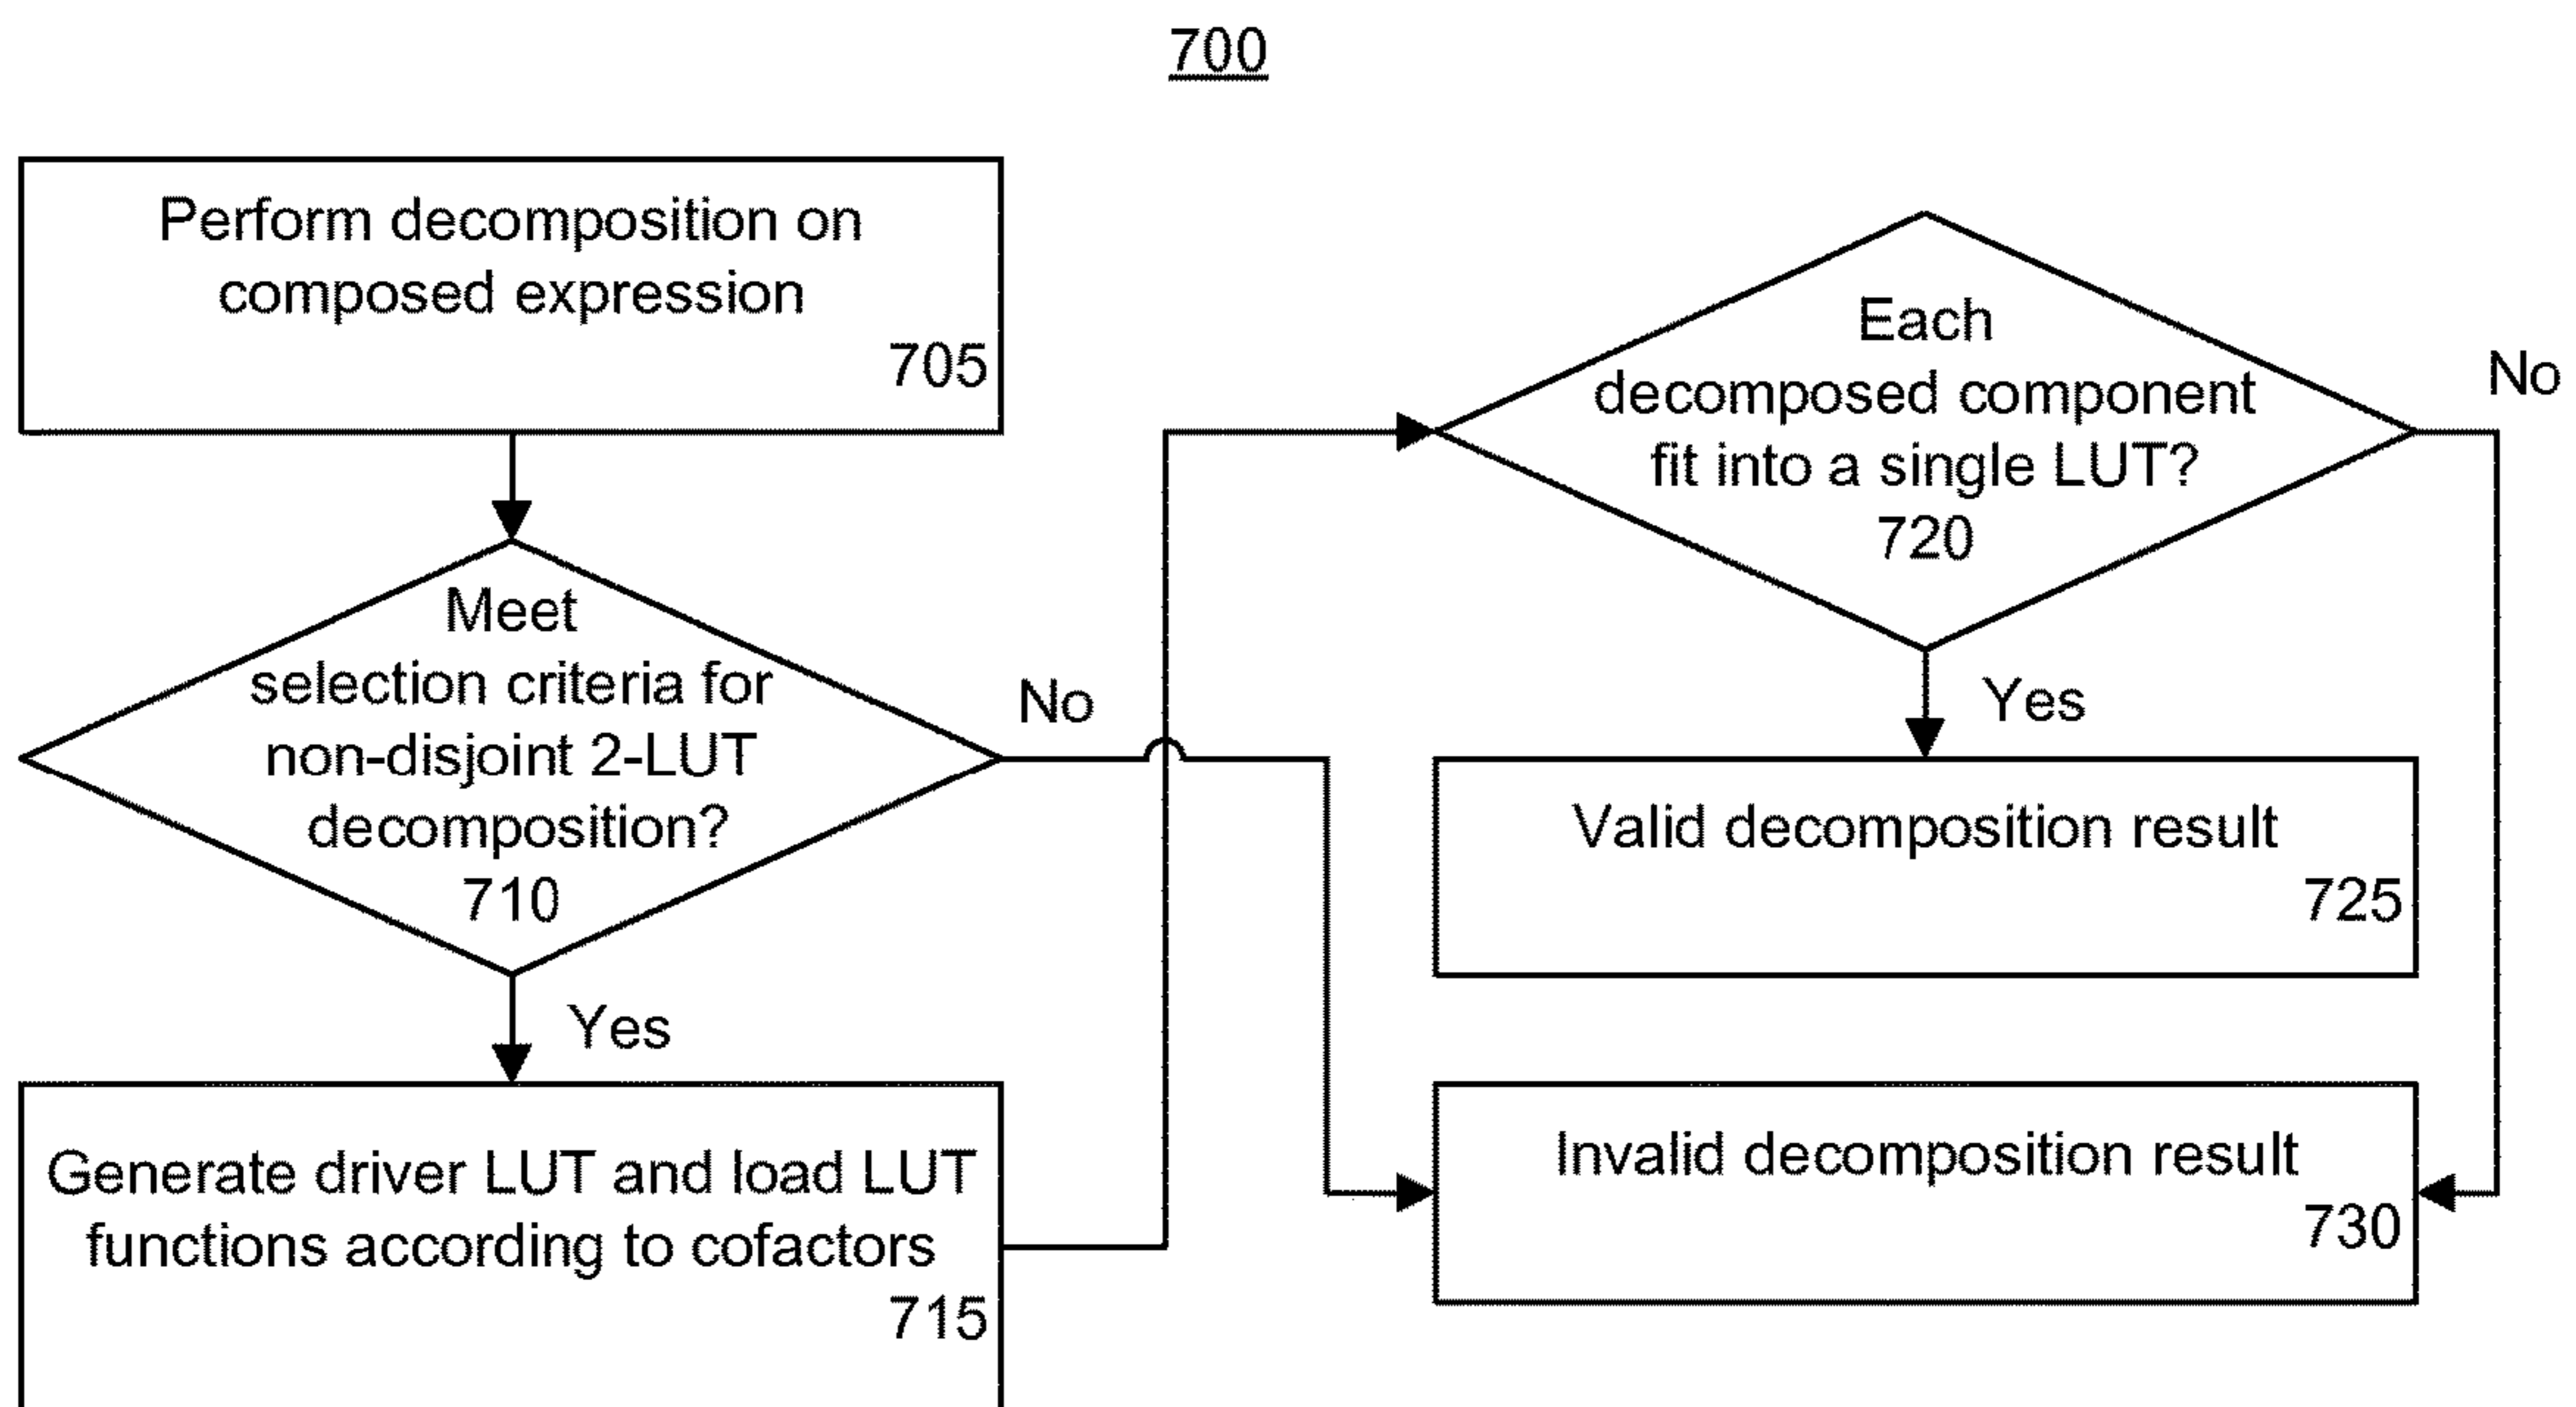 700
Perform decomposition on
composed expression
705
Meet
selection criteria for
non-disjoint 2-LUT
decomposition?
710
No
Yes
Generate driver LUT and load LUT
functions according to cofactors
715
Each
decomposed component
fit into a single LUT?
720
No
Yes
Valid decomposition result
725
Invalid decomposition result
730